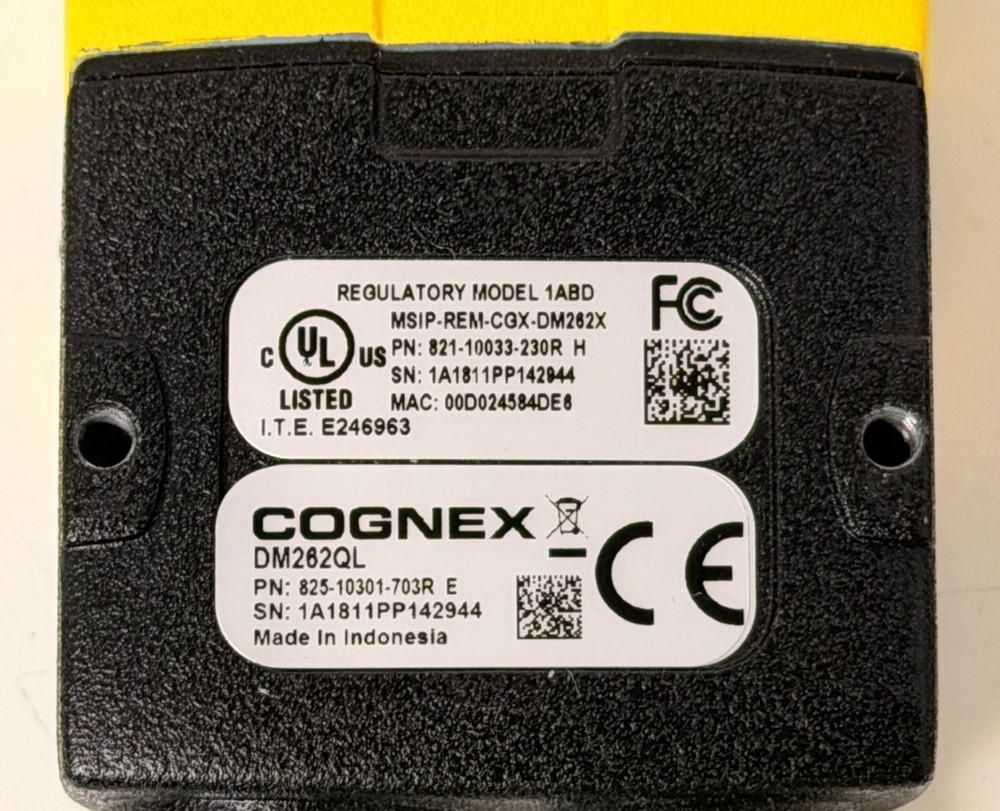 REGULATORY MODEL 1ABD
MSIP-REM-CGX-DM262X
PN: 821-10033-230R H
SN: 1A1811PP142944
MAC: 00D024584DE6
C UL US
LISTED
I.T.E. E246963
FC
COGNEX
DM262QL
PN: 825-10301-703R E
SN: 1A1811PP142944
Made In Indonesia
CE